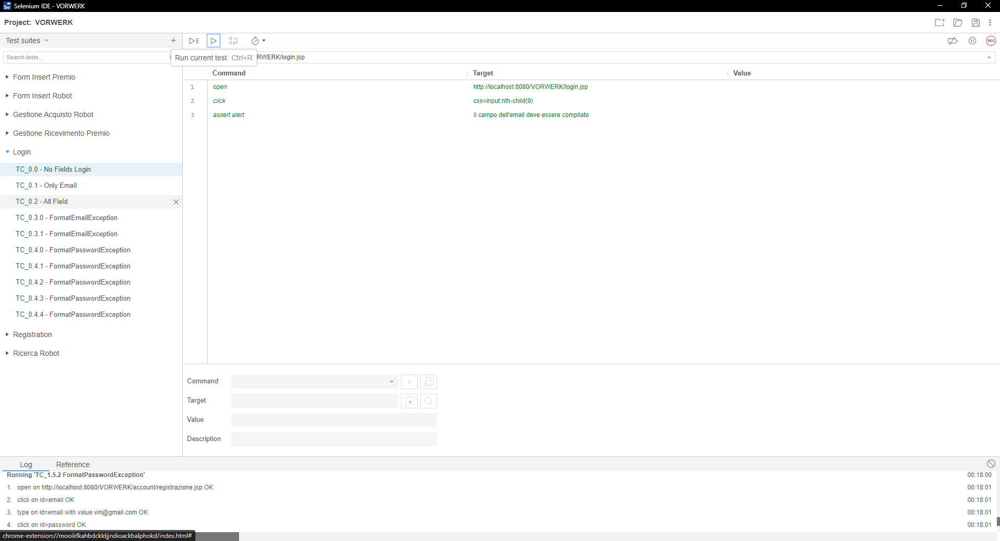 Selenium IDE - VORWERK
Project: VORWERK
Test suites
Search tests...
Run current test Ctrl+R
RWERK/login.jsp
REC
Command Target Value
1 open http://localhost:8080/VORWERK/login.jsp
2 click css=input:nth-child(9)
3 assert alert Il campo dell'email deve essere compilato
Form Insert Premio
Form Insert Robot
Gestione Acquisto Robot
Gestione Ricevimento Premio
Login
TC_0.0 - No Fields Login
TC_0.1 - Only Email
TC_0.2 - All Field
TC_0.3.0 - FormatEmailException
TC_0.3.1 - FormatEmailException
TC_0.4.0 - FormatPasswordException
TC_0.4.1 - FormatPasswordException
TC_0.4.2 - FormatPasswordException
TC_0.4.3 - FormatPasswordException
TC_0.4.4 - FormatPasswordException
Registration
Ricerca Robot
Command //
Target
Value
Description
Log Reference
Running 'TC_1.5.2 FormatPasswordException' 00:18:00
1. open on http://localhost:8080/VORWERK/account/registrazione.jsp OK 00:18:01
2. click on id=email OK 00:18:01
3. type on id=email with value vin@gmail.com OK 00:18:01
4. click on id=password OK 00:18:01
chrome-extension://mooikfkahbdckldjjndioackbalphokd/index.html#